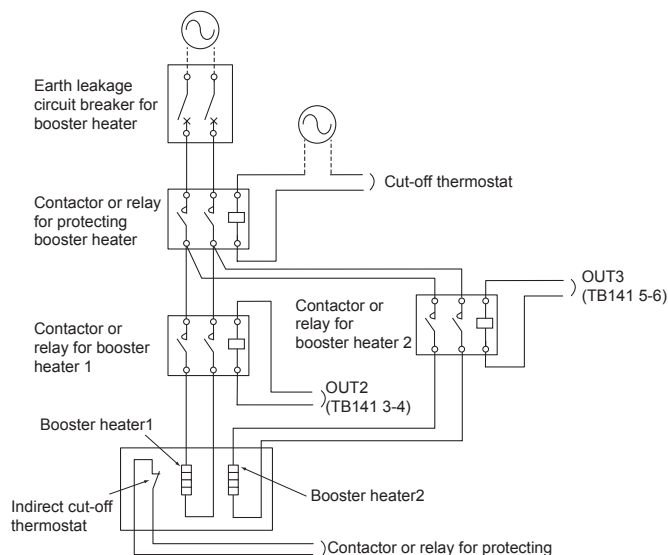 Earth leakage
circuit breaker for
booster heater
Cut-off thermostat
Contactor or relay
for protecting
booster heater
OUT3
(TB141 5-6)
Contactor or
relay for
booster heater 2
Contactor or
relay for booster
heater 1
OUT2
(TB141 3-4)
Booster heater1
Booster heater2
Indirect cut-off
thermostat
Contactor or relay for protecting